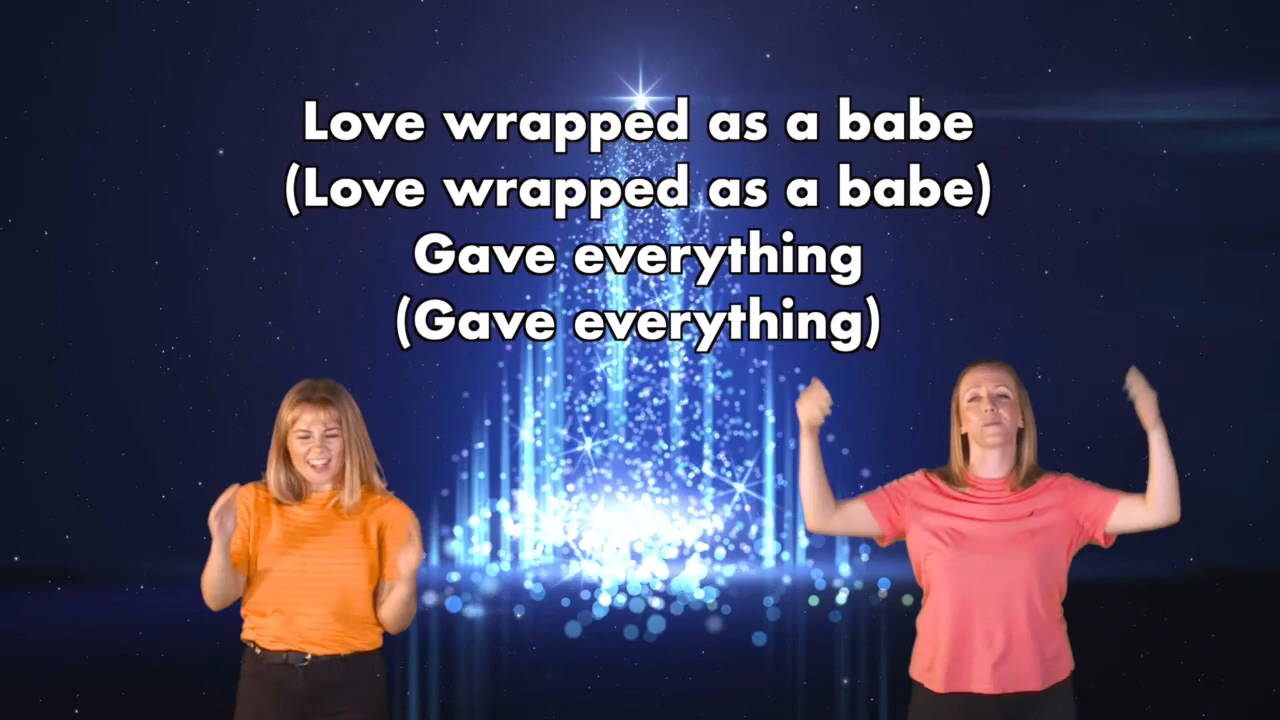 Love wrapped as a babe
(Love wrapped as a babe)
Gave everything
(Gave everything)